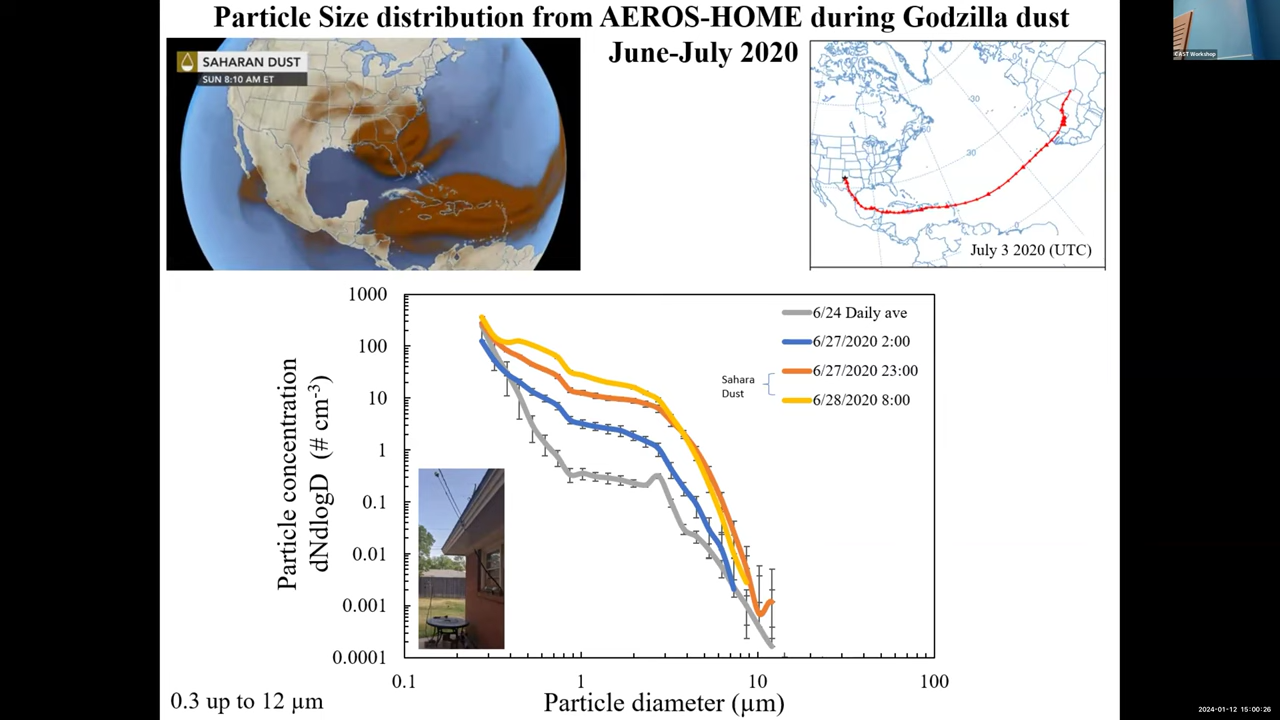 Particle Size distribution from AEROS-HOME during Godzilla dust
June-July 2020
SAHARAN DUST
SUN 8:10 AM ET
30
60
30
0
July 3 2020 (UTC)
CAST Workshop
1000
100
10
1
0.1
0.01
0.001
0.0001
Particle concentration
dNdlogD (# cm-3)
6/24 Daily ave
6/27/2020 2:00
Sahara
Dust
6/27/2020 23:00
6/28/2020 8:00
0.1
1
10
100
Particle diameter (µm)
0.3 up to 12 µm
2024-01-12 15:00:26